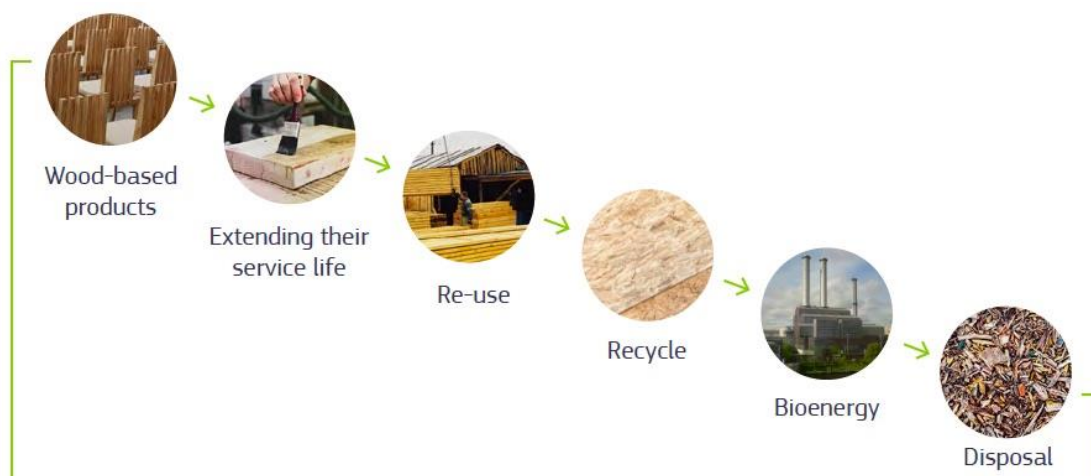 Wood-based
products
Extending their
service life
Re-use
Recycle
Bioenergy
Disposal